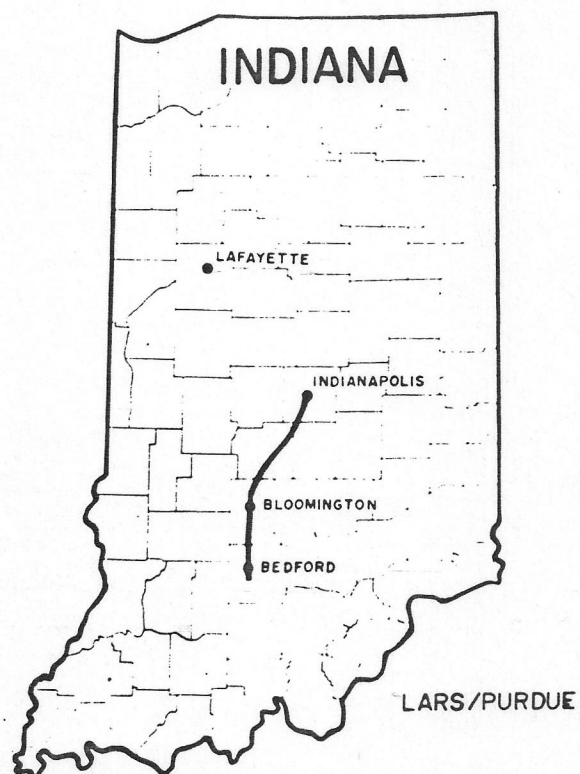 INDIANA
LAFAYETTE
INDIANAPOLIS
BLOOMINGTON
BEDFORD
LARS/PURDUE